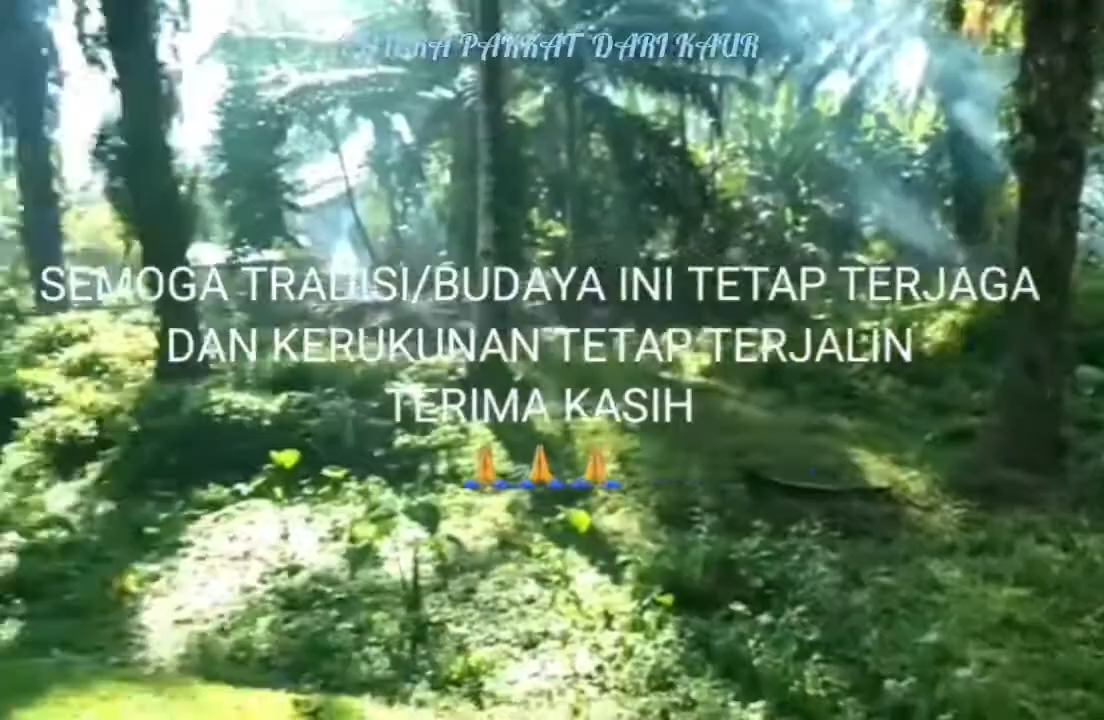 PAKKAT DARI KAUR
SEMOGA TRADISI/BUDAYA INI TETAP TERJAGA
DAN KERUKUNAN TETAP TERJALIN
TERIMA KASIH
🙏🙏🙏